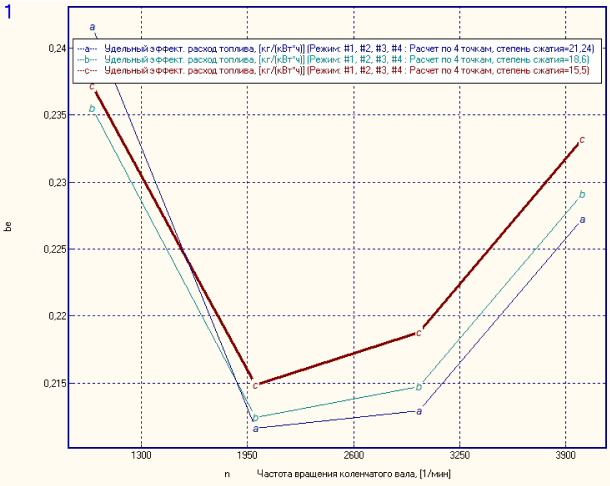 1
a
0,24
--a-- Удельный эффект. расход топлива, [кг/(кВт*ч)] (Режим: #1, #2, #3, #4 : Расчет по 4 точкам, степень сжатия=21,24)
--b-- Удельный эффект. расход топлива, [кг/(кВт*ч)] (Режим: #1, #2, #3, #4 : Расчет по 4 точкам, степень сжатия=18,6)
--c-- Удельный эффект. расход топлива, [кг/(кВт*ч)] (Режим: #1, #2, #3, #4 : Расчет по 4 точкам, степень сжатия=15,5)
c
b
0,235
c
0,23
b
be
a
0,225
0,22
c
0,215
c
b
b
a
a
1300 1950 2600 3250 3900
n Частота вращения коленчатого вала, [1/мин]